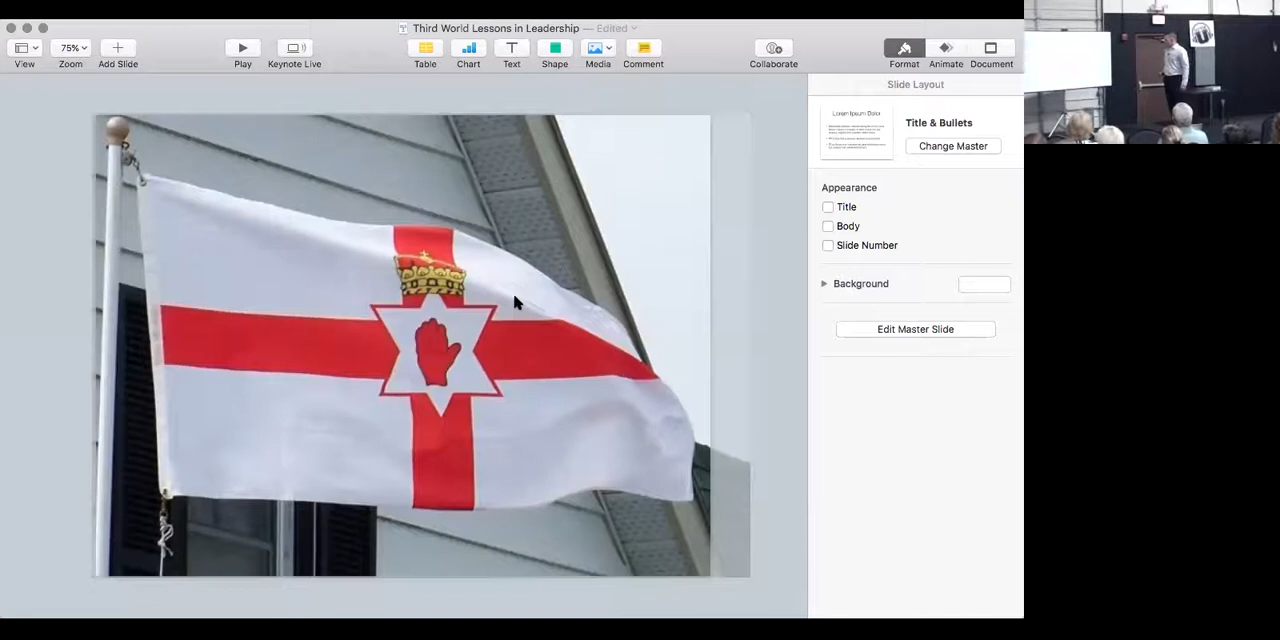 Third World Lessons in Leadership — Edited
75%
View
Zoom
Add Slide
Play
Keynote Live
Table
Chart
Text
Shape
Media
Comment
Collaborate
Format
Animate
Document
Slide Layout
Lorem Ipsum Dolor
Title & Bullets
Change Master
Appearance
Title
Body
Slide Number
Background
Edit Master Slide